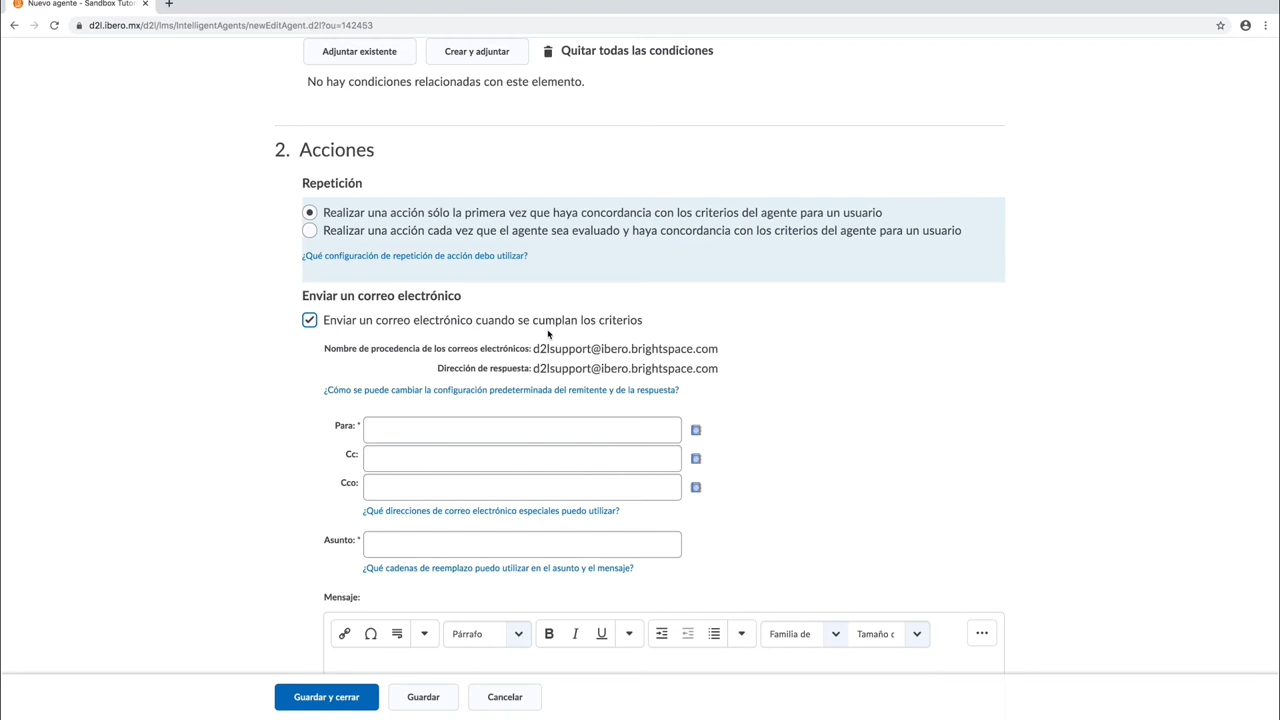 Nuevo agente - Sandbox Tutor
d2l.ibero.mx/d2l/lms/IntelligentAgents/newEditAgent.d2l?ou=142453
Adjuntar existente
Crear y adjuntar
Quitar todas las condiciones
No hay condiciones relacionadas con este elemento.
2. Acciones
Repetición
Realizar una acción sólo la primera vez que haya concordancia con los criterios del agente para un usuario
Realizar una acción cada vez que el agente sea evaluado y haya concordancia con los criterios del agente para un usuario
¿Qué configuración de repetición de acción debo utilizar?
Enviar un correo electrónico
Enviar un correo electrónico cuando se cumplan los criterios
Nombre de procedencia de los correos electrónicos: d2lsupport@ibero.brightspace.com
Dirección de respuesta: d2lsupport@ibero.brightspace.com
¿Cómo se puede cambiar la configuración predeterminada del remitente y de la respuesta?
Para: *
Cc:
Cco:
¿Qué direcciones de correo electrónico especiales puedo utilizar?
Asunto: *
¿Qué cadenas de reemplazo puedo utilizar en el asunto y el mensaje?
Mensaje:
Párrafo
B I U
Familia de
Tamaño c
Guardar y cerrar
Guardar
Cancelar